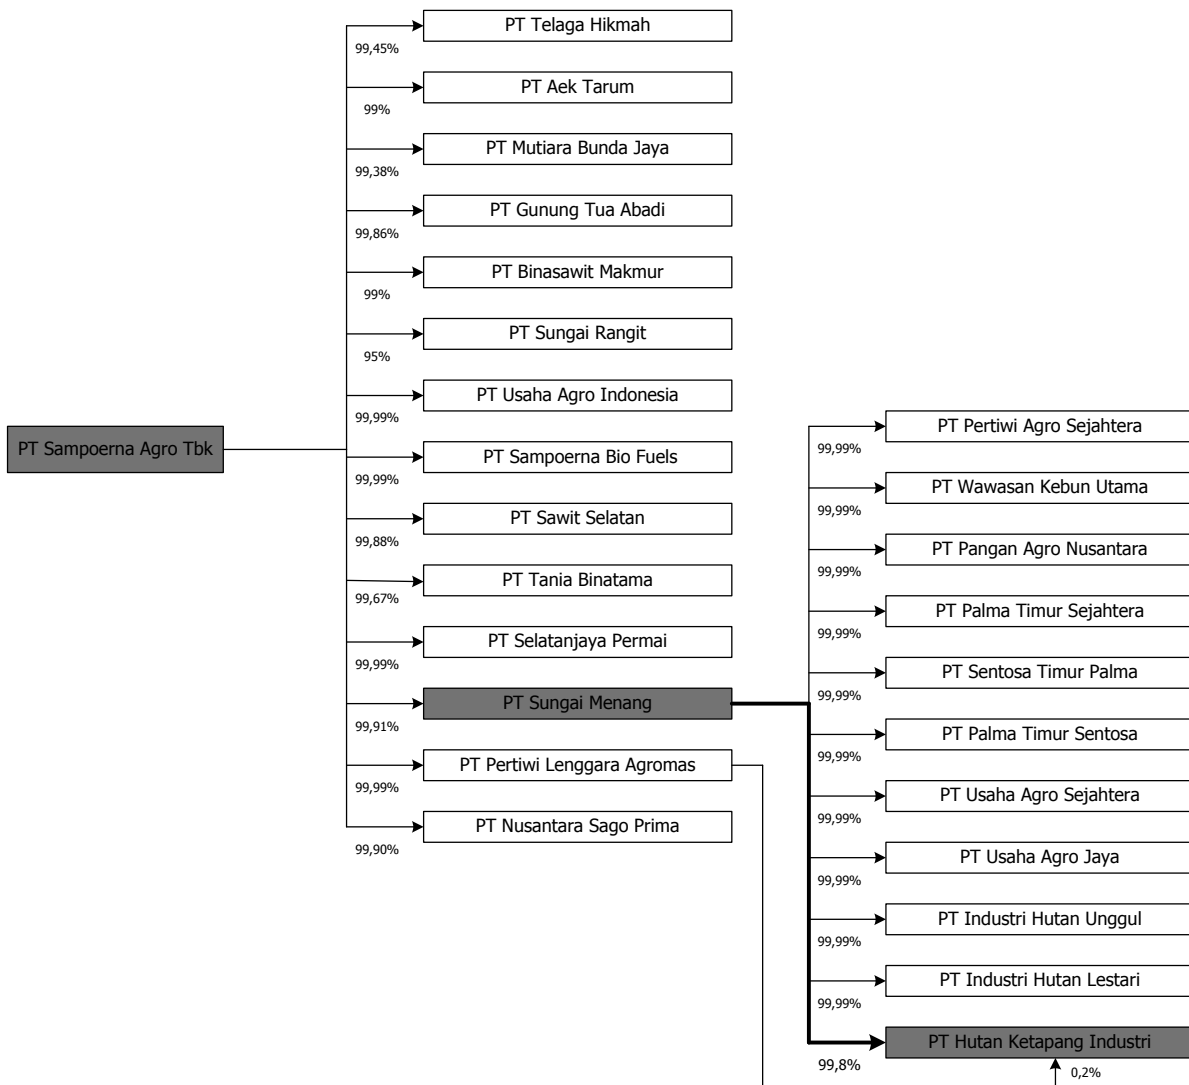 PT Sampoerna Agro Tbk
PT Telaga Hikmah
99,45%
PT Aek Tarum
99%
PT Mutiara Bunda Jaya
99,38%
PT Gunung Tua Abadi
99,86%
PT Binasawit Makmur
99%
PT Sungai Rangit
95%
PT Usaha Agro Indonesia
99,99%
PT Sampoerna Bio Fuels
99,99%
PT Sawit Selatan
99,88%
PT Tania Binatama
99,67%
PT Selatanjaya Permai
99,99%
PT Sungai Menang
99,91%
PT Pertiwi Lenggara Agromas
99,99%
PT Nusantara Sago Prima
99,90%
PT Pertiwi Agro Sejahtera
99,99%
PT Wawasan Kebun Utama
99,99%
PT Pangan Agro Nusantara
99,99%
PT Palma Timur Sejahtera
99,99%
PT Sentosa Timur Palma
99,99%
PT Palma Timur Sentosa
99,99%
PT Usaha Agro Sejahtera
99,99%
PT Usaha Agro Jaya
99,99%
PT Industri Hutan Unggul
99,99%
PT Industri Hutan Lestari
99,99%
PT Hutan Ketapang Industri
99,8%
0,2%